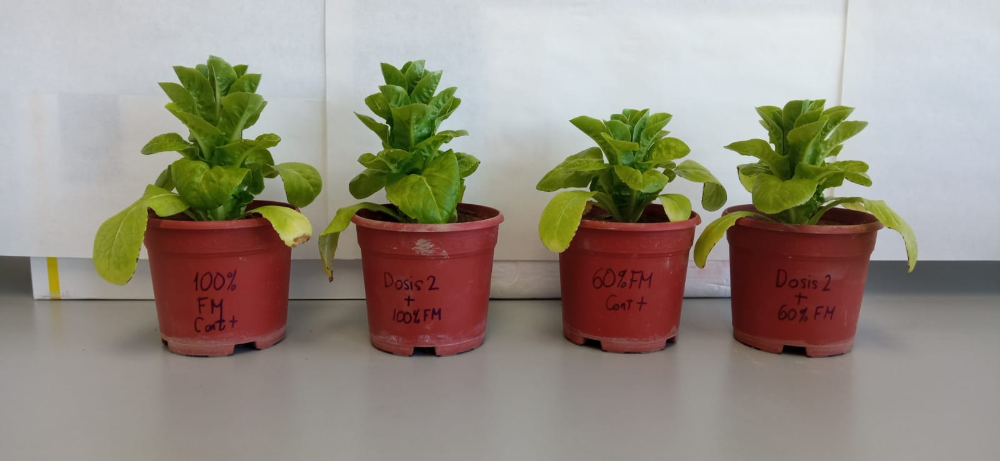 100%
FM
Cont +
Dosis 2
+
100% FM
60% FM
Cont +
Dosis 2
+
60% FM